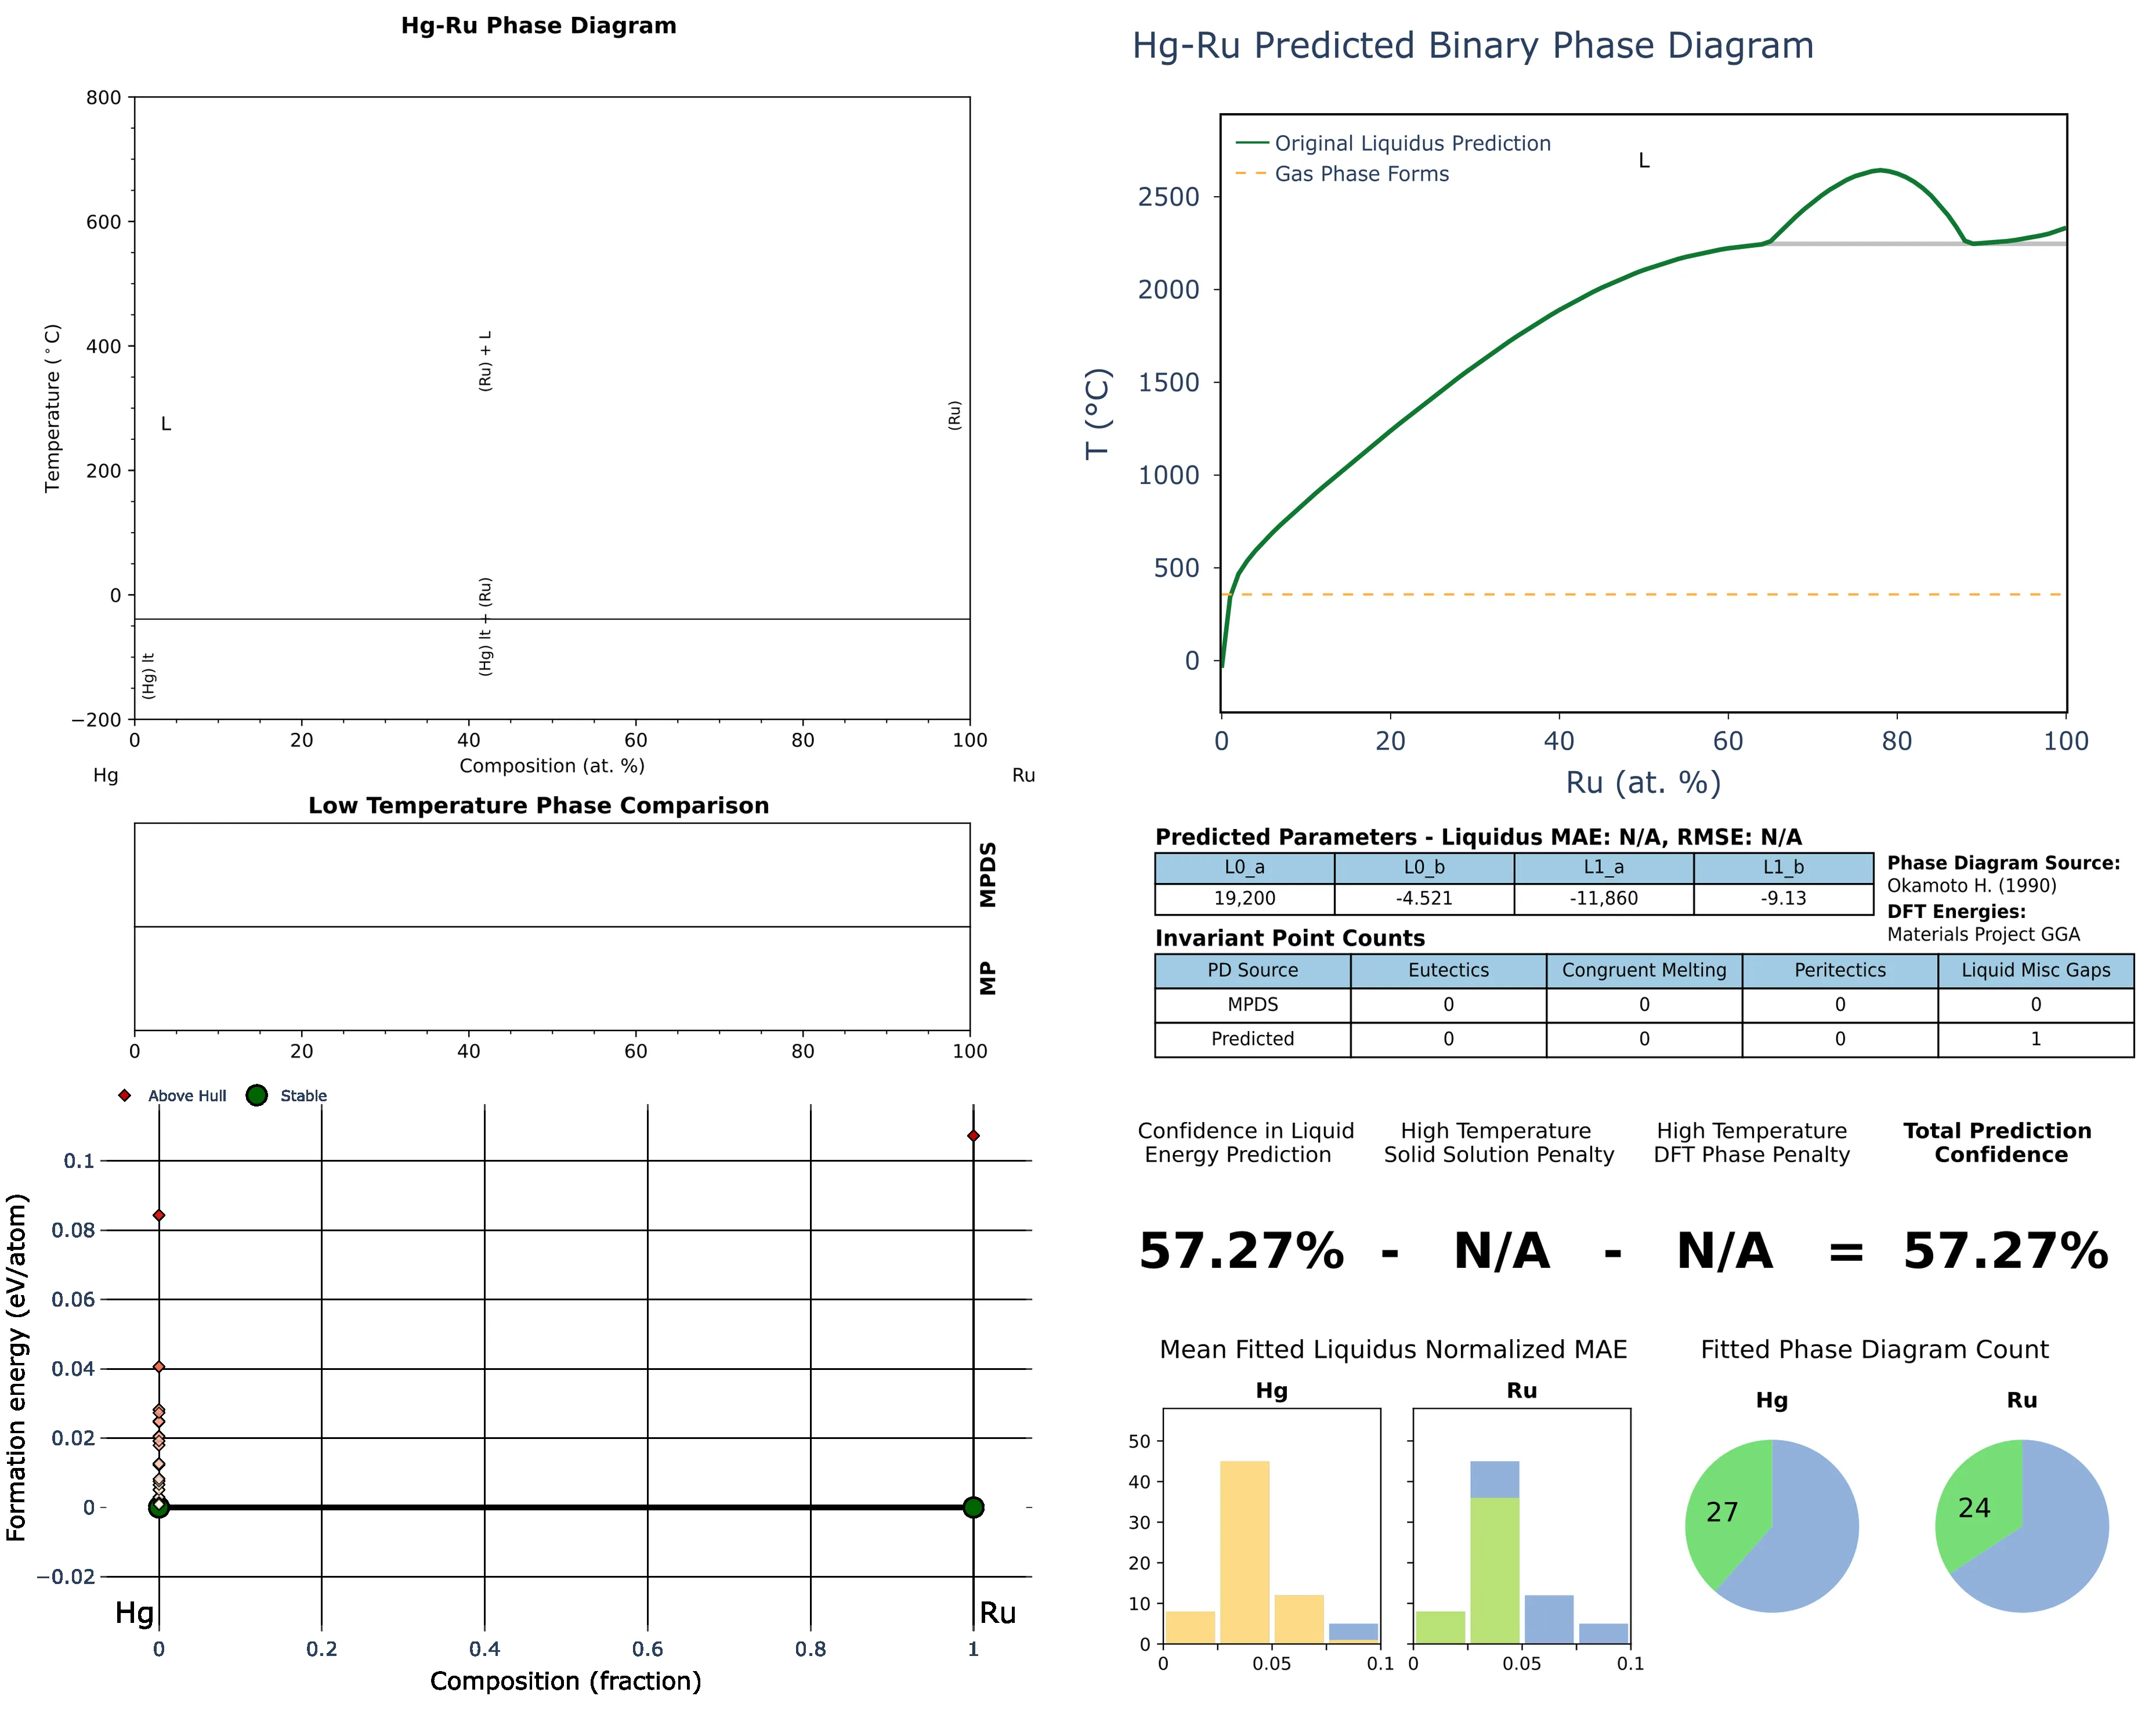 Hg-Ru Phase Diagram
800
600
400
200
0
−200
Temperature (°C)
L
(Ru) + L
(Ru)
(Hg) lt + (Ru)
(Hg) lt
0 20 40 60 80 100
Composition (at. %)
Hg Ru
Low Temperature Phase Comparison
MPDS
MP
0 20 40 60 80 100
Above Hull Stable
0.1
0.08
0.06
0.04
0.02
0
−0.02
Formation energy (eV/atom)
Hg Ru
0 0.2 0.4 0.6 0.8 1
Composition (fraction)
Hg-Ru Predicted Binary Phase Diagram
Original Liquidus Prediction
Gas Phase Forms
L
2500
2000
1500
1000
500
0
T (°C)
0 20 40 60 80 100
Ru (at. %)
Predicted Parameters - Liquidus MAE: N/A, RMSE: N/A
L0_a L0_b L1_a L1_b
19,200 -4.521 -11,860 -9.13
Phase Diagram Source:
Okamoto H. (1990)
DFT Energies:
Materials Project GGA
Invariant Point Counts
PD Source Eutectics Congruent Melting Peritectics Liquid Misc Gaps
MPDS 0 0 0 0
Predicted 0 0 0 1
Confidence in Liquid
Energy Prediction
High Temperature
Solid Solution Penalty
High Temperature
DFT Phase Penalty
Total Prediction
Confidence
57.27% - N/A - N/A = 57.27%
Mean Fitted Liquidus Normalized MAE
Hg Ru
50
40
30
20
10
0
0 0.05 0.1 0 0.05 0.1
Fitted Phase Diagram Count
Hg Ru
27 24